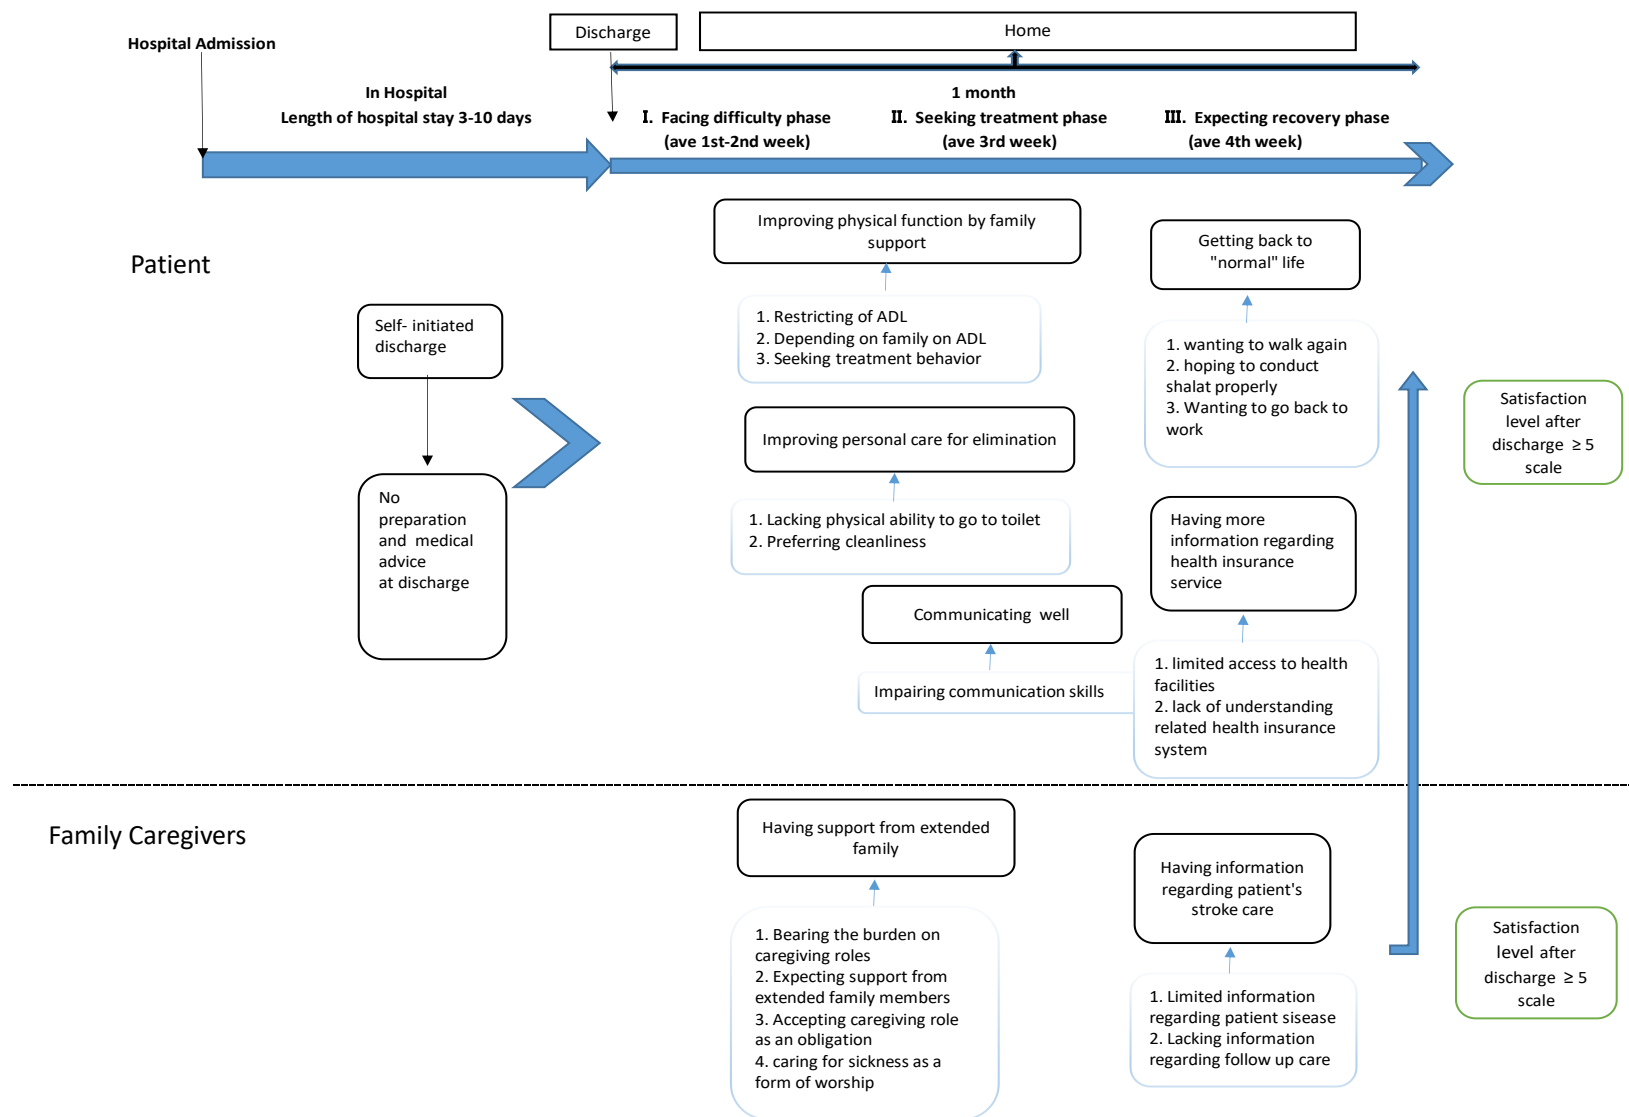 Hospital Admission
Discharge
Home
In Hospital
Length of hospital stay 3-10 days
1 month
I. Facing difficulty phase
(ave 1st-2nd week)
II. Seeking treatment phase
(ave 3rd week)
III. Expecting recovery phase
(ave 4th week)
Patient
Self- initiated
discharge
No
preparation
and medical
advice
at discharge
Improving physical function by family
support
1. Restricting of ADL
2. Depending on family on ADL
3. Seeking treatment behavior
Improving personal care for elimination
1. Lacking physical ability to go to toilet
2. Preferring cleanliness
Communicating well
Impairing communication skills
Getting back to
"normal" life
1. wanting to walk again
2. hoping to conduct
shalat properly
3. Wanting to go back to
work
Having more
information regarding
health insurance
service
1. limited access to health
facilities
2. lack of understanding
related health insurance
system
Satisfaction
level after
discharge ≥ 5
scale
Family Caregivers
Having support from extended
family
1. Bearing the burden on
caregiving roles
2. Expecting support from
extended family members
3. Accepting caregiving role
as an obligation
4. caring for sickness as a
form of worship
Having information
regarding patient's
stroke care
1. Limited information
regarding patient sisease
2. Lacking information
regarding follow up care
Satisfaction
level after
discharge ≥ 5
scale